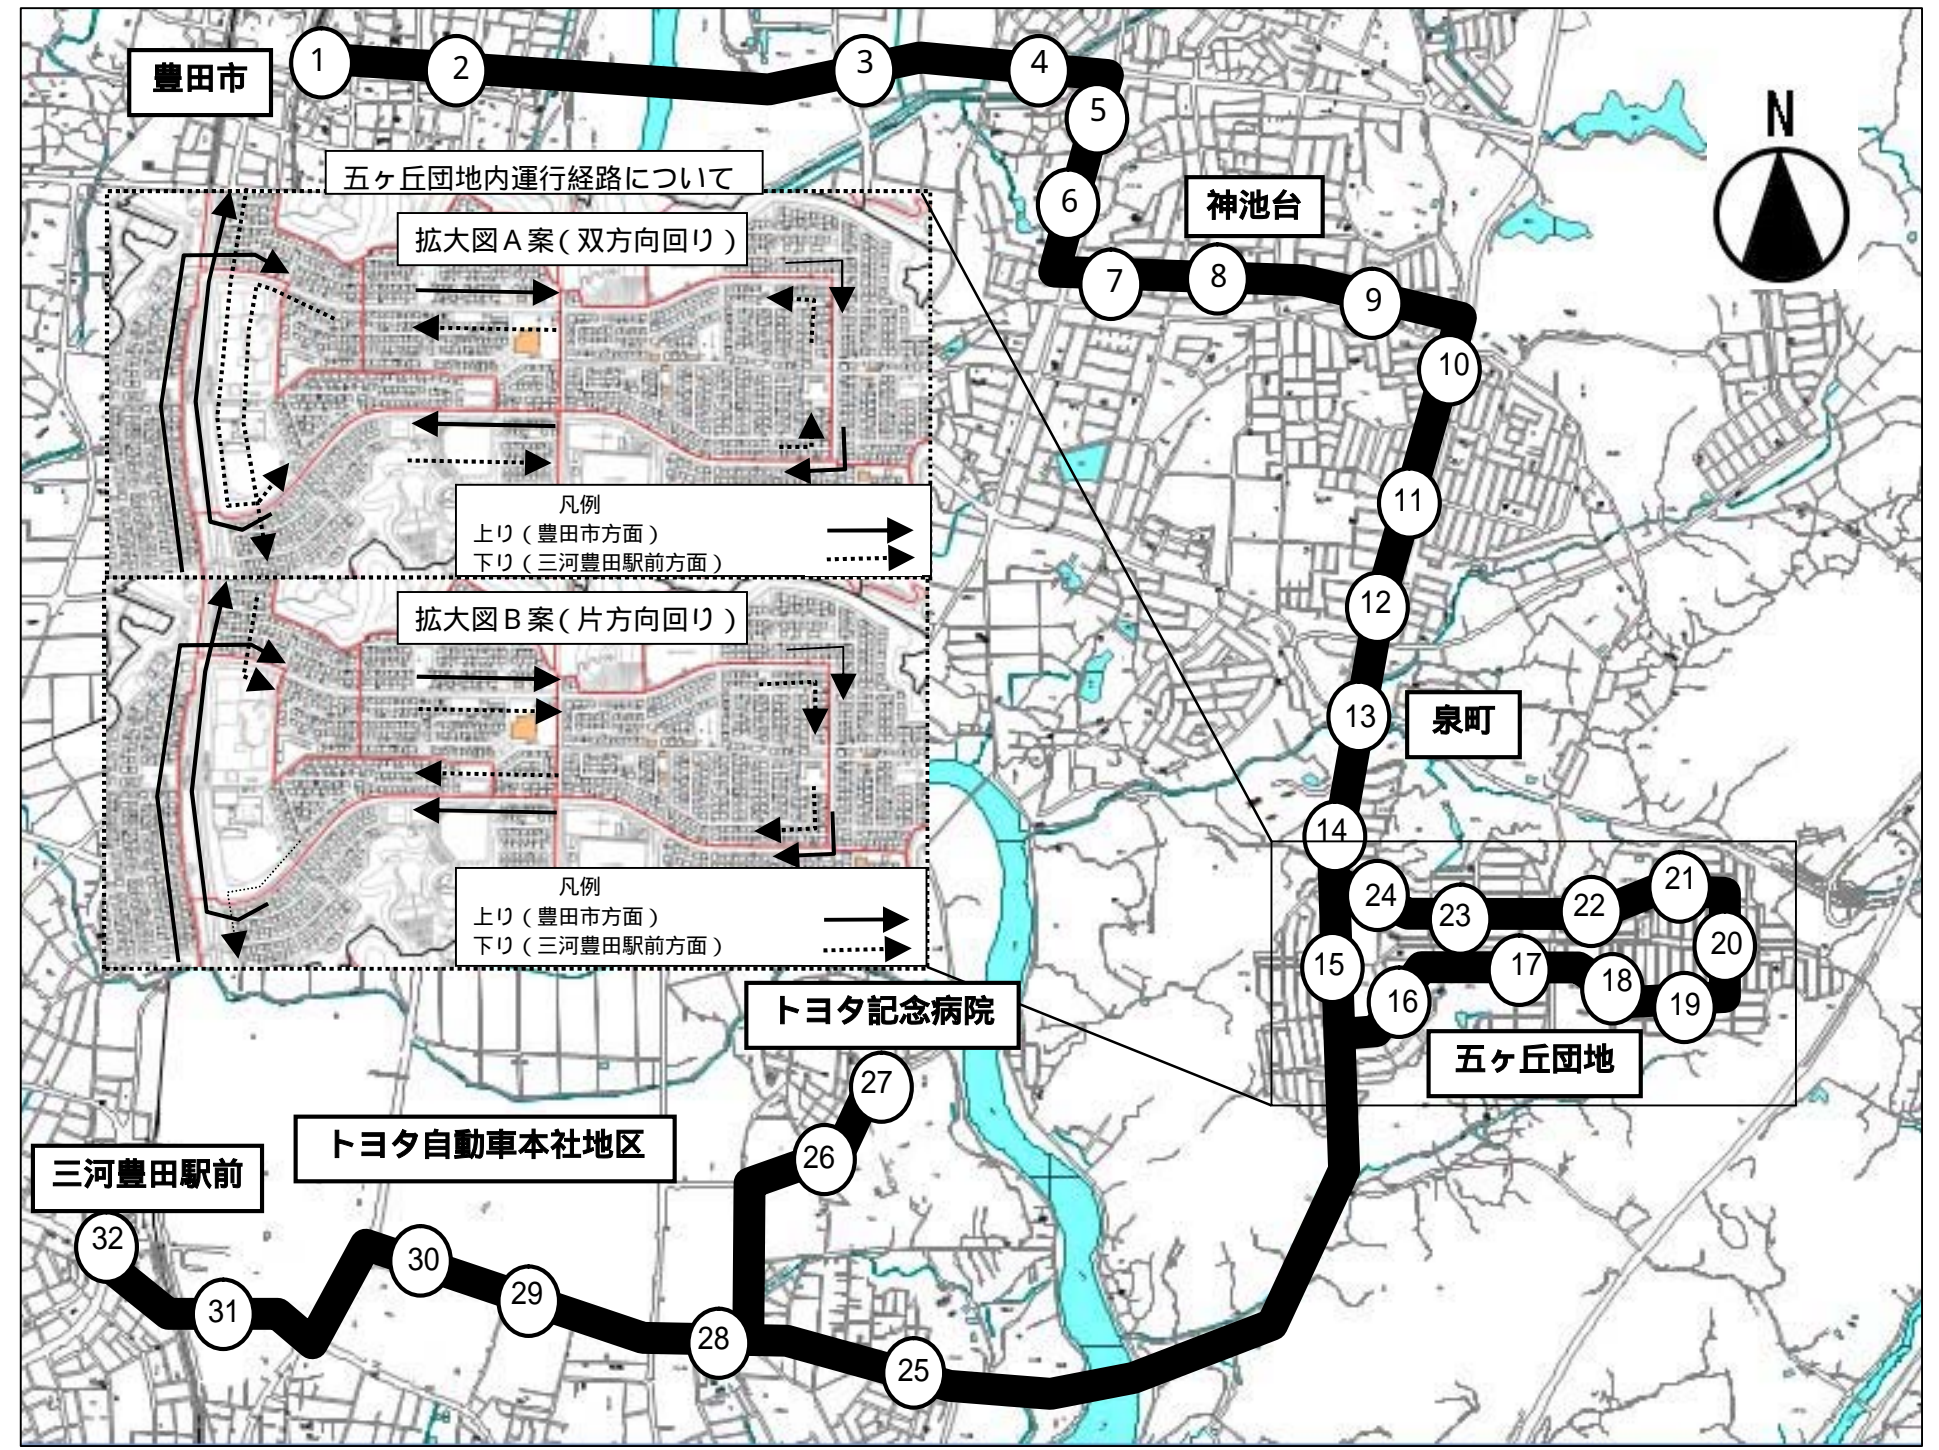 豊田市
1
2
3
4
5
6
7
8
9
10
11
12
13
14
15
16
17
18
19
20
21
22
23
24
25
26
27
28
29
30
31
32
N
神池台
泉町
五ヶ丘団地
トヨタ記念病院
トヨタ自動車本社地区
三河豊田駅前
五ヶ丘団地内運行経路について
拡大図A案(双方向回り)
凡例
上り(豊田市方面)
下り(三河豊田駅前方面)
拡大図B案(片方向回り)
凡例
上り(豊田市方面)
下り(三河豊田駅前方面)